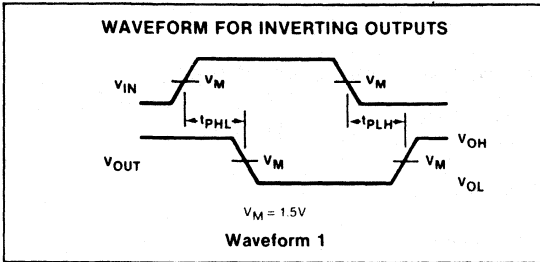 WAVEFORM FOR INVERTING OUTPUTS
VIN
VM
VM
tPHL
tPLH
VOUT
VM
VM
VOH
VOL
VM = 1.5V
Waveform 1